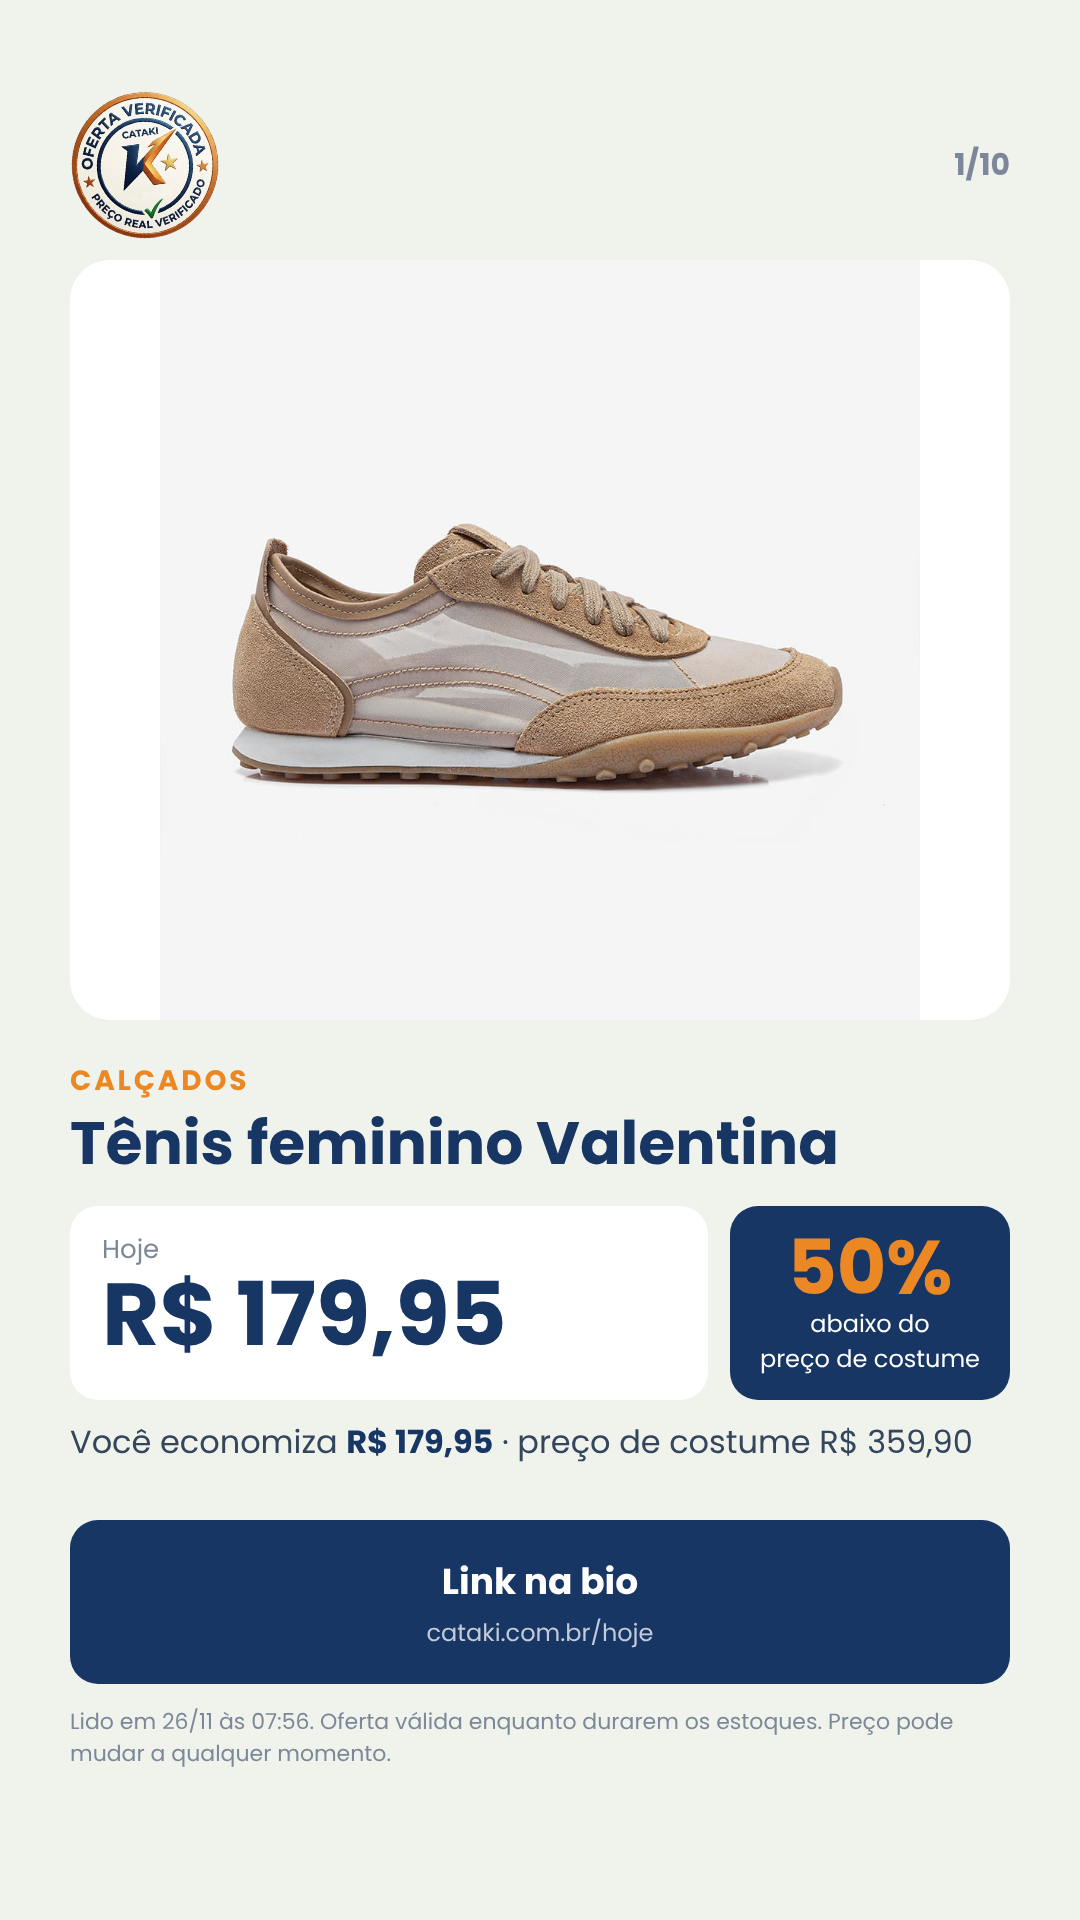 OFERTA VERIFICADA
CATAKI
K
PREÇO REAL VERIFICADO
1/10
CALÇADOS
Tênis feminino Valentina
Hoje
R$ 179,95
50%
abaixo do
preço de costume
Você economiza R$ 179,95 · preço de costume R$ 359,90
Link na bio
cataki.com.br/hoje
Lido em 26/11 às 07:56. Oferta válida enquanto durarem os estoques. Preço pode
mudar a qualquer momento.